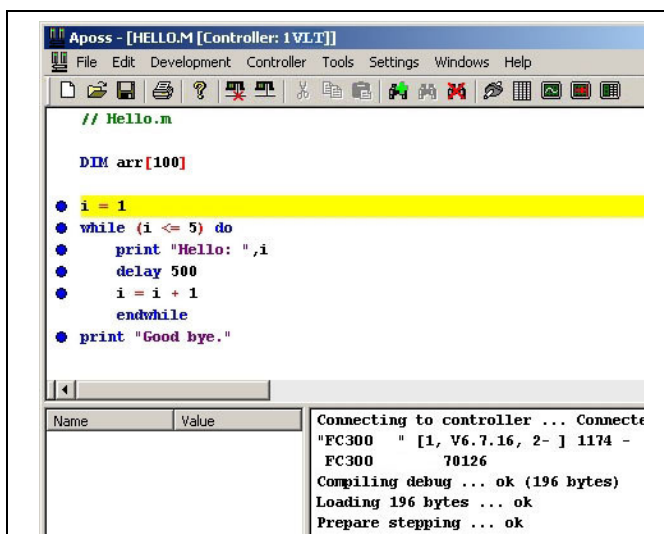 Aposs - [HELLO.M [Controller: 1VLT]]
File Edit Development Controller Tools Settings Windows Help
// Hello.m
DIM arr[100]
i = 1
while (i <= 5) do
print "Hello: ",i
delay 500
i = i + 1
endwhile
print "Good bye."
Name Value
Connecting to controller ... Connecte
"FC300 " [1, V6.7.16, 2- ] 1174 -
FC300 70126
Compiling debug ... ok (196 bytes)
Loading 196 bytes ... ok
Prepare stepping ... ok